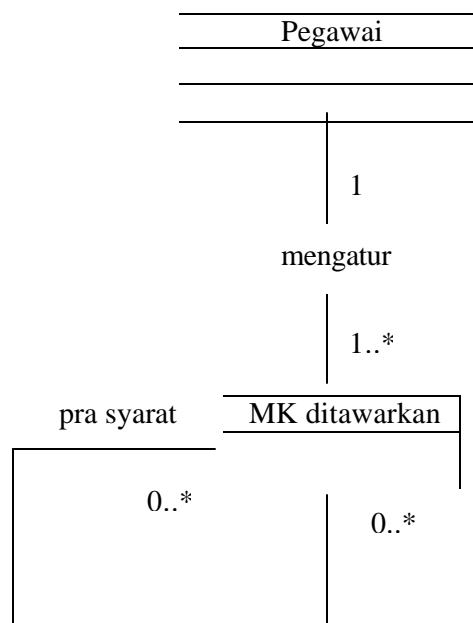 Pegawai
1
mengatur
1..*
pra syarat
MK ditawarkan
0..*
0..*